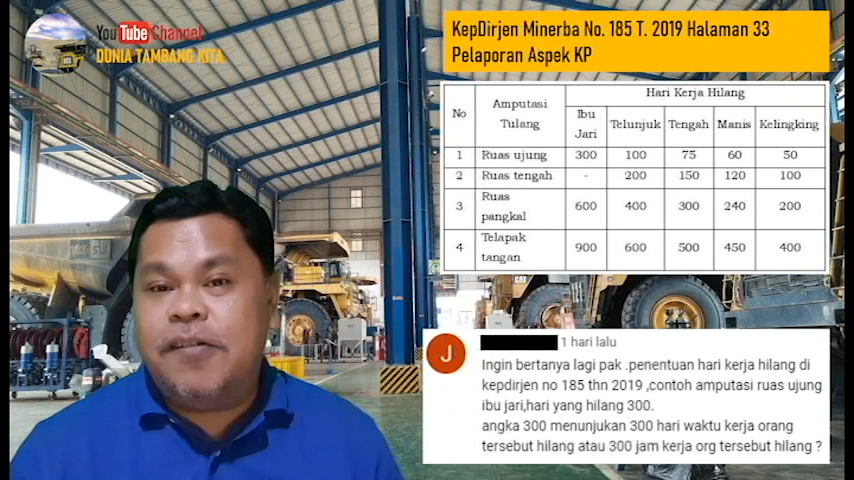 YouTube Channel
DUNIA TAMBANG KITA
KepDirjen Minerba No. 185 T. 2019 Halaman 33
Pelaporan Aspek KP
No Amputasi Tulang Hari Kerja Hilang
Ibu Jari Telunjuk Tengah Manis Kelingking
1 Ruas ujung 300 100 75 60 50
2 Ruas tengah - 200 150 120 100
3 Ruas pangkal 600 400 300 240 200
4 Telapak tangan 900 600 500 450 400
J
1 hari lalu
Ingin bertanya lagi pak .penentuan hari kerja hilang di
kepdirjen no 185 thn 2019 ,contoh amputasi ruas ujung
ibu jari,hari yang hilang 300.
angka 300 menunjukan 300 hari waktu kerja orang
tersebut hilang atau 300 jam kerja org tersebut hilang ?